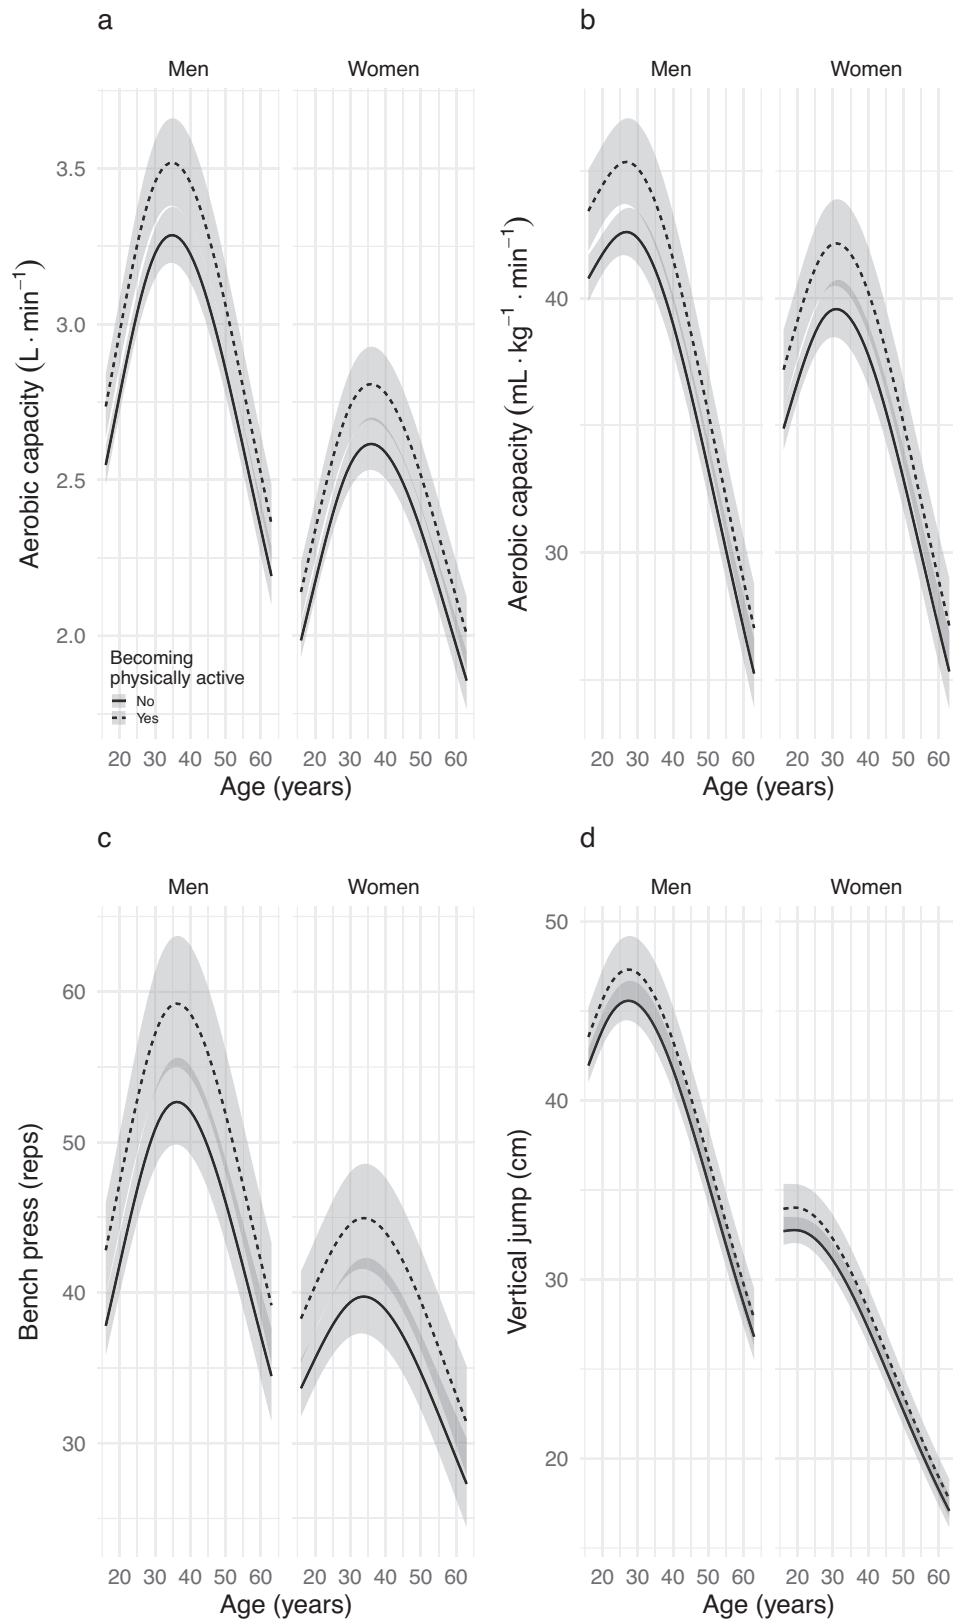 a
Men Women
Aerobic capacity (L · min⁻¹)
3.5
3.0
2.5
2.0
Becoming
physically active
No
Yes
20 30 40 50 60 20 30 40 50 60
Age (years)
b
Men Women
Aerobic capacity (mL · kg⁻¹ · min⁻¹)
40
30
20 30 40 50 60 20 30 40 50 60
Age (years)
c
Men Women
Bench press (reps)
60
50
40
30
20 30 40 50 60 20 30 40 50 60
Age (years)
d
Men Women
Vertical jump (cm)
50
40
30
20
20 30 40 50 60 20 30 40 50 60
Age (years)